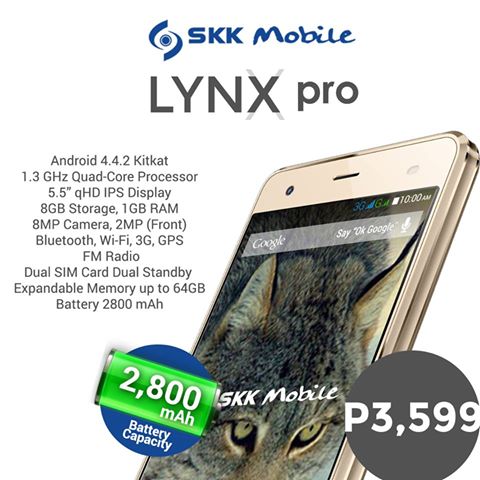 SKK Mobile
LYNX pro
Android 4.4.2 Kitkat
1.3 GHz Quad-Core Processor
5.5” qHD IPS Display
8GB Storage, 1GB RAM
8MP Camera, 2MP (Front)
Bluetooth, Wi-Fi, 3G, GPS
FM Radio
Dual SIM Card Dual Standby
Expandable Memory up to 64GB
Battery 2800 mAh
3G G 10:00AM
Google Say "Ok Google"
SKK Mobile
2,800
mAh
Battery
Capacity
P3,599